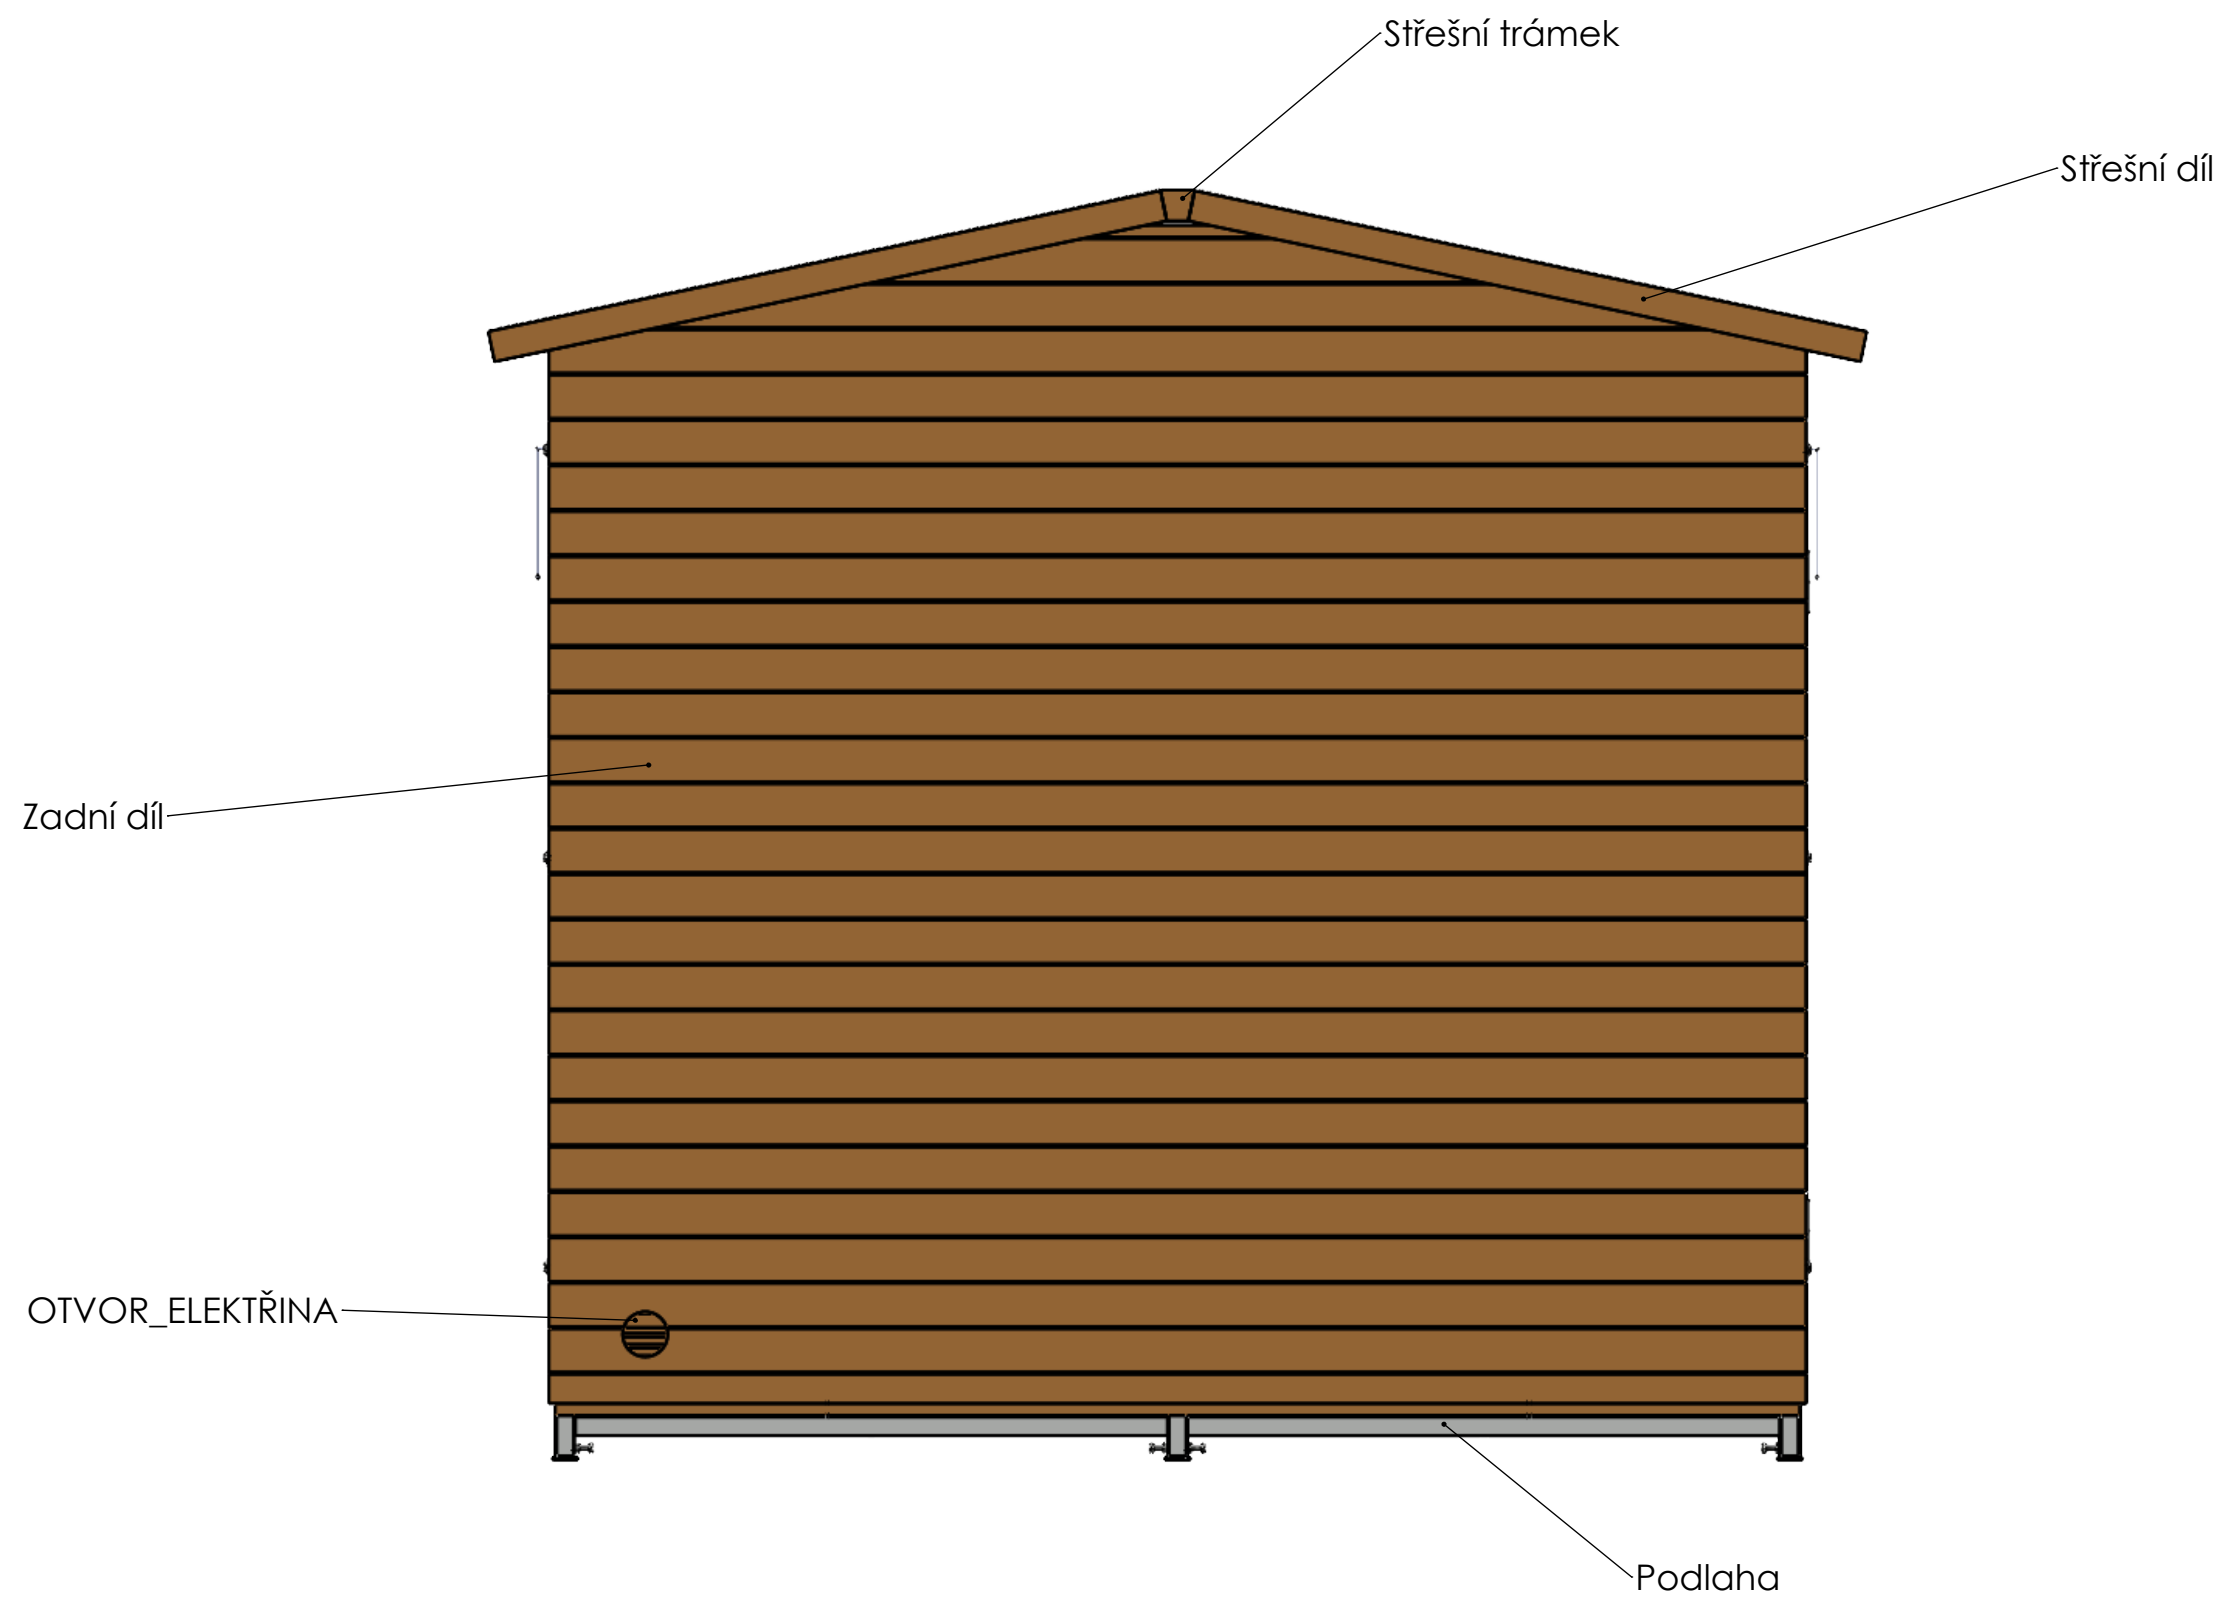 Střešní trámek
Střešní díl
Zadní díl
OTVOR_ELEKTŘINA
Podlaha